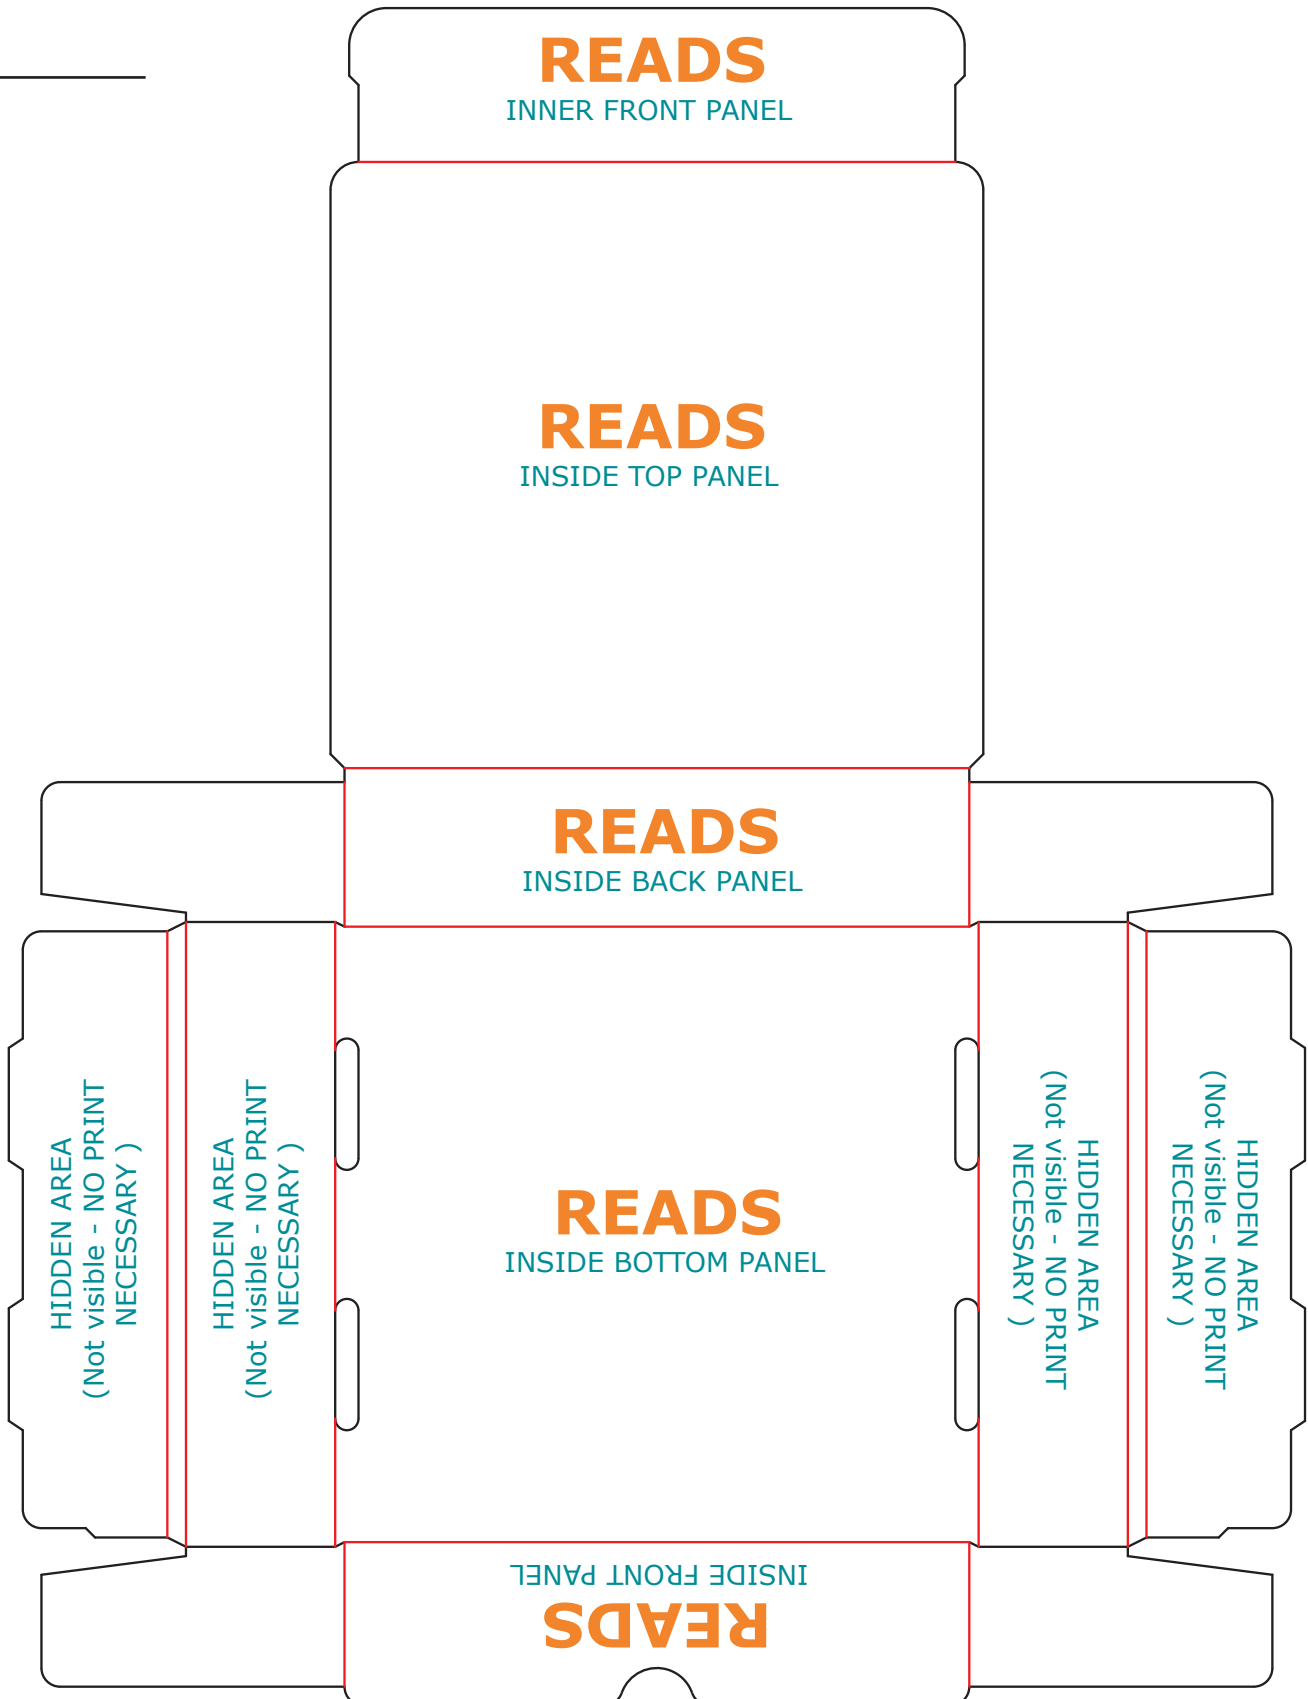 READS
INNER FRONT PANEL
READS
INSIDE TOP PANEL
READS
INSIDE BACK PANEL
HIDDEN AREA
(Not visible - NO PRINT
NECESSARY )
HIDDEN AREA
(Not visible - NO PRINT
NECESSARY )
READS
INSIDE BOTTOM PANEL
HIDDEN AREA
(Not visible - NO PRINT
NECESSARY )
HIDDEN AREA
(Not visible - NO PRINT
NECESSARY )
READS
INSIDE FRONT PANEL